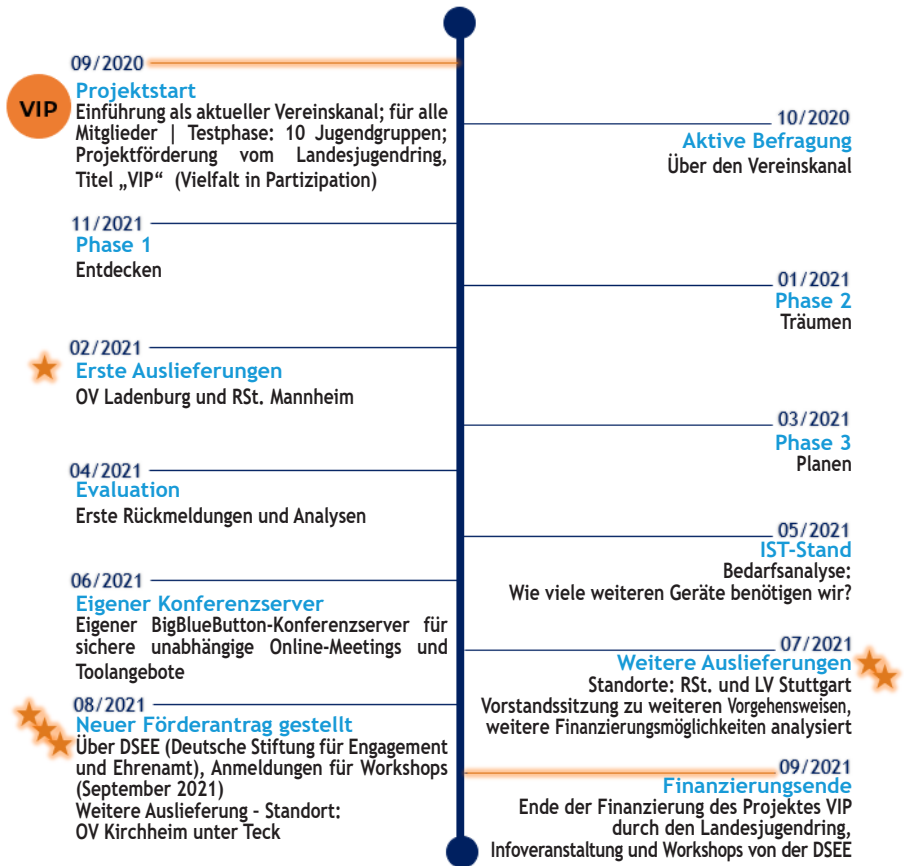 09/2020
VIP
Projektstart
Einführung als aktueller Vereinskanal; für alle
Mitglieder | Testphase: 10 Jugendgruppen;
Projektförderung vom Landesjugendring,
Titel „VIP“ (Vielfalt in Partizipation)
10/2020
Aktive Befragung
Über den Vereinskanal
11/2021
Phase 1
Entdecken
01/2021
Phase 2
Träumen
02/2021
Erste Auslieferungen
OV Ladenburg und RSt. Mannheim
03/2021
Phase 3
Planen
04/2021
Evaluation
Erste Rückmeldungen und Analysen
05/2021
IST-Stand
Bedarfsanalyse:
Wie viele weiteren Geräte benötigen wir?
06/2021
Eigener Konferenzserver
Eigener BigBlueButton-Konferenzserver für
sichere unabhängige Online-Meetings und
Toolangebote
07/2021
Weitere Auslieferungen
Standorte: RSt. und LV Stuttgart
Vorstandssitzung zu weiteren Vorgehensweisen,
weitere Finanzierungsmöglichkeiten analysiert
08/2021
Neuer Förderantrag gestellt
Über DSEE (Deutsche Stiftung für Engagement
und Ehrenamt), Anmeldungen für Workshops
(September 2021)
Weitere Auslieferung - Standort:
OV Kirchheim unter Teck
09/2021
Finanzierungsende
Ende der Finanzierung des Projektes VIP
durch den Landesjugendring,
Infoveranstaltung und Workshops von der DSEE